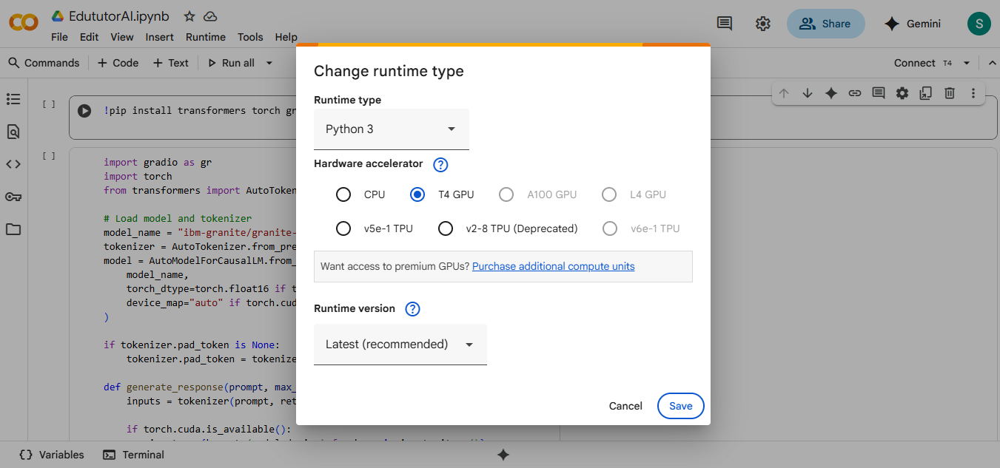 EdututorAI.ipynb
File Edit View Insert Runtime Tools Help
Share
Gemini
S
Commands + Code + Text Run all
Connect T4
Change runtime type
Runtime type
Python 3
Hardware accelerator ?
CPU T4 GPU A100 GPU L4 GPU
v5e-1 TPU v2-8 TPU (Deprecated) v6e-1 TPU
Want access to premium GPUs? Purchase additional compute units
Runtime version ?
Latest (recommended)
Cancel Save
[ ] !pip install transformers torch gr
[ ] import gradio as gr
import torch
from transformers import AutoToken
# Load model and tokenizer
model_name = "ibm-granite/granite-
tokenizer = AutoTokenizer.from_pre
model = AutoModelForCausalLM.from_
model_name,
torch_dtype=torch.float16 if t
device_map="auto" if torch.cud
)
if tokenizer.pad_token is None:
tokenizer.pad_token = tokenize
def generate_response(prompt, max_
inputs = tokenizer(prompt, ret
if torch.cuda.is_available():
Variables Terminal